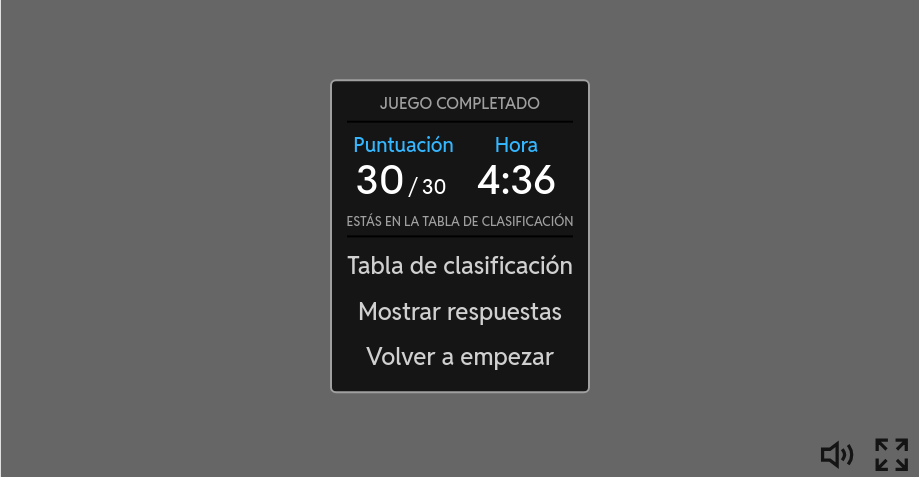 JUEGO COMPLETADO
Puntuación Hora
30 / 30 4:36
ESTÁS EN LA TABLA DE CLASIFICACIÓN
Tabla de clasificación
Mostrar respuestas
Volver a empezar